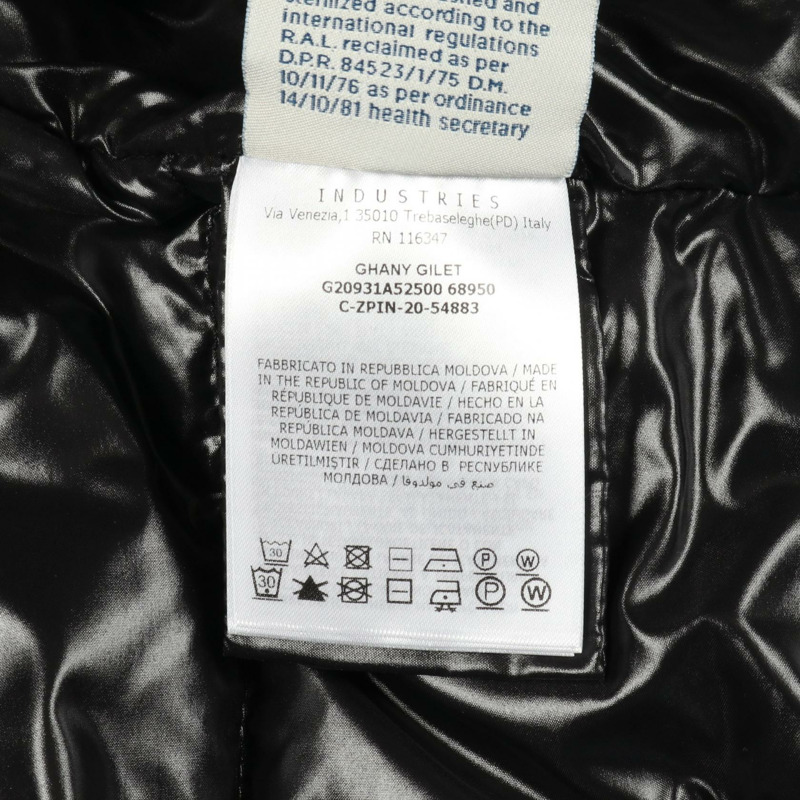 and
sterilized according to the
international regulations
R.A.L. reclaimed as per
D.P.R. 84523/1/75 D.M.
10/11/76 as per ordinance
14/10/81 health secretary
INDUSTRIES
Via Venezia,1 35010 Trebaseleghe(PD) Italy
RN 116347
GHANY GILET
G20931A52500 68950
C-ZPIN-20-54883
FABBRICATO IN REPUBBLICA MOLDOVA / MADE
IN THE REPUBLIC OF MOLDOVA / FABRIQUÉ EN
RÉPUBLIQUE DE MOLDAVIE / HECHO EN LA
REPÚBLICA DE MOLDAVIA / FABRICADO NA
REPÚBLICA MOLDAVA / HERGESTELLT IN
MOLDAWIEN / MOLDOVA CUMHURIYETINDE
ÜRETILMIŞTIR / СДЕЛАНО В РЕСПУБЛИКЕ
МОЛДОВА / صنع في مولدوفا
30 P W
30 P W